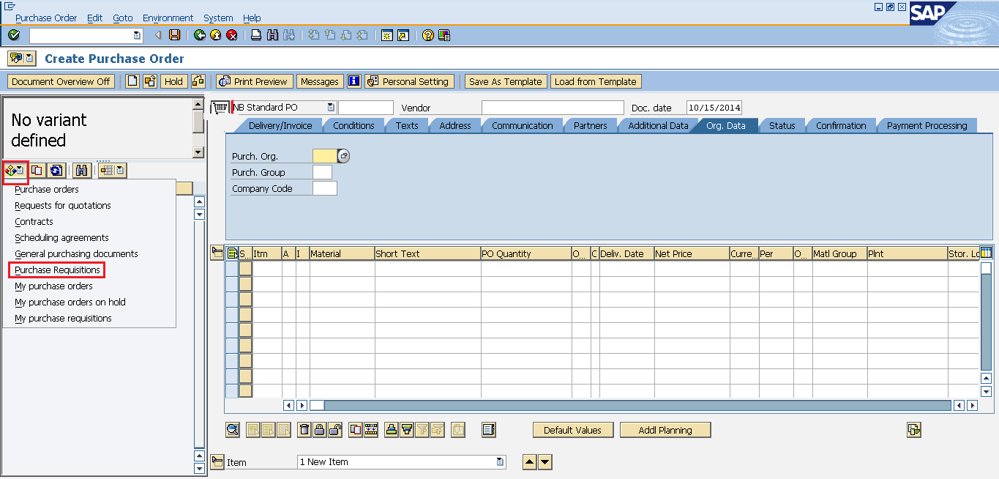 Purchase Order Edit Goto Environment System Help
SAP
Create Purchase Order
Document Overview Off Hold Print Preview Messages Personal Setting Save As Template Load from Template
No variant
defined
NB Standard PO Vendor Doc. date 10/15/2014
Delivery/Invoice Conditions Texts Address Communication Partners Additional Data Org. Data Status Confirmation Payment Processing
Purch. Org.
Purch. Group
Company Code
Purchase orders
Requests for quotations
Contracts
Scheduling agreements
General purchasing documents
Purchase Requisitions
My purchase orders
My purchase orders on hold
My purchase requisitions
S... Itm A I Material Short Text PO Quantity O... C Deliv. Date Net Price Curre... Per O... Matl Group Plnt Stor. Lo
Default Values Addl Planning
Item 1 New Item